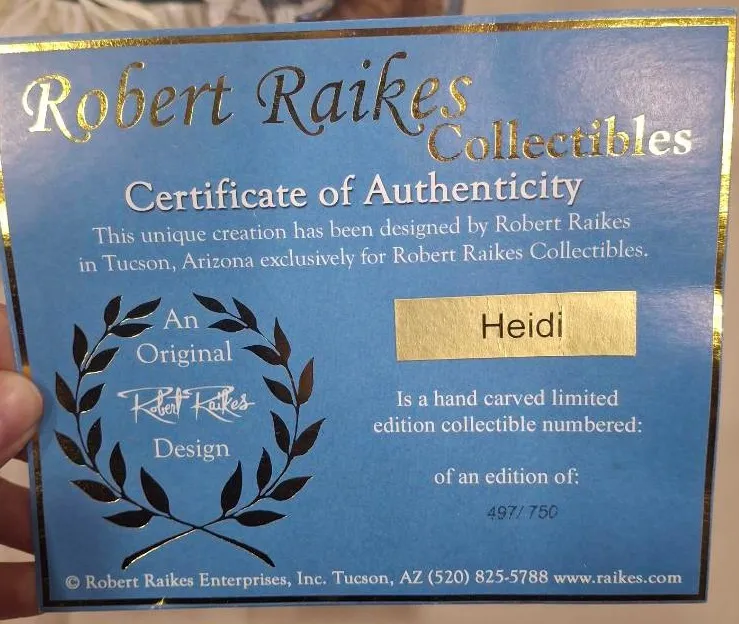 Robert Raikes
Collectibles
Certificate of Authenticity
This unique creation has been designed by Robert Raikes
in Tucson, Arizona exclusively for Robert Raikes Collectibles.
An
Original
Robert Raikes
Design
Heidi
Is a hand carved limited
edition collectible numbered:
of an edition of:
497/750
© Robert Raikes Enterprises, Inc. Tucson, AZ (520) 825-5788 www.raikes.com